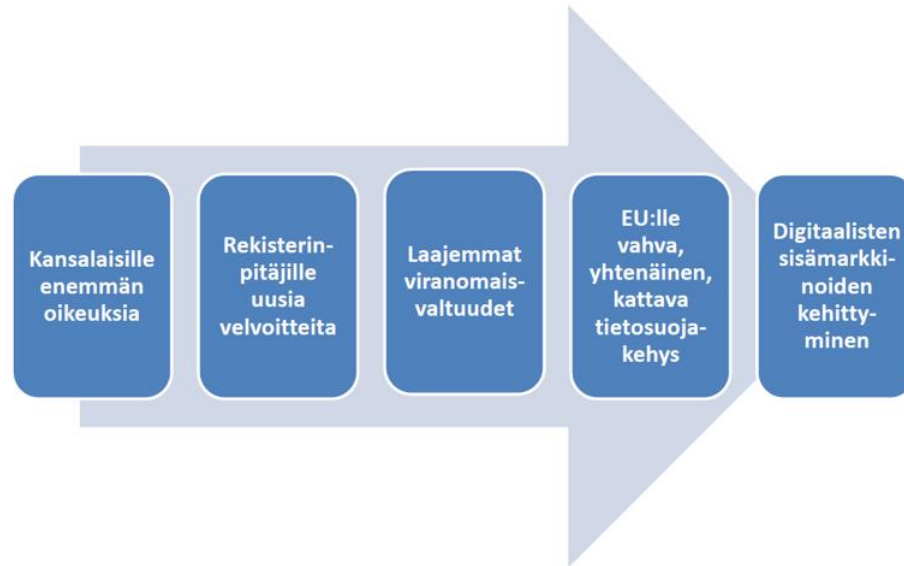 Kansalaisille
enemmän
oikeuksia
Rekisterin-
pitäjille
uusia
velvoitteita
Laajemmat
viranomais-
valtuudet
EU:lle
vahva,
yhtenäinen,
kattava
tietosuoja-
kehys
Digitaalisten
sisämarkki-
noiden
kehitty-
minen